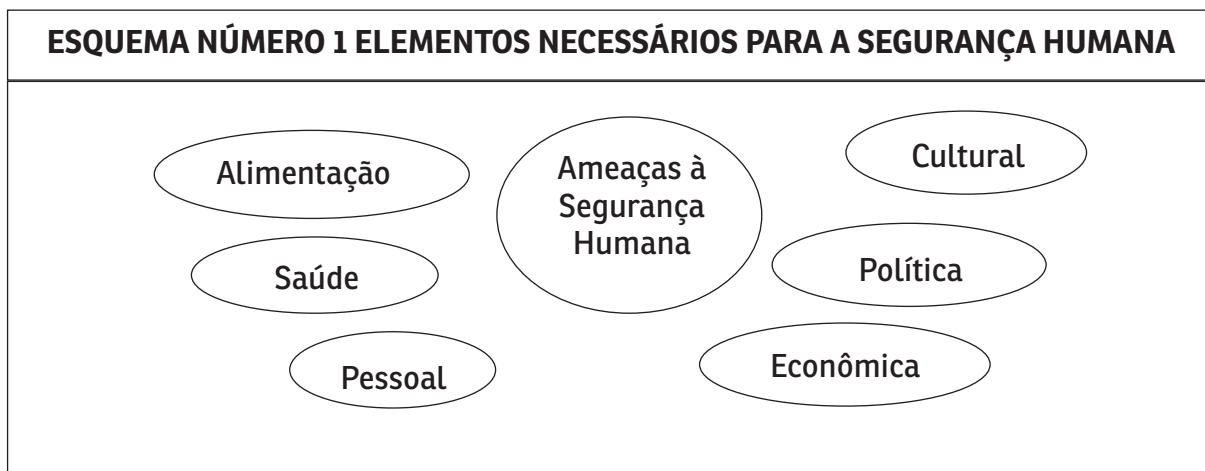 ESQUEMA NÚMERO 1 ELEMENTOS NECESSÁRIOS PARA A SEGURANÇA HUMANA
Alimentação
Ameaças à
Segurança
Humana
Cultural
Saúde
Política
Pessoal
Econômica